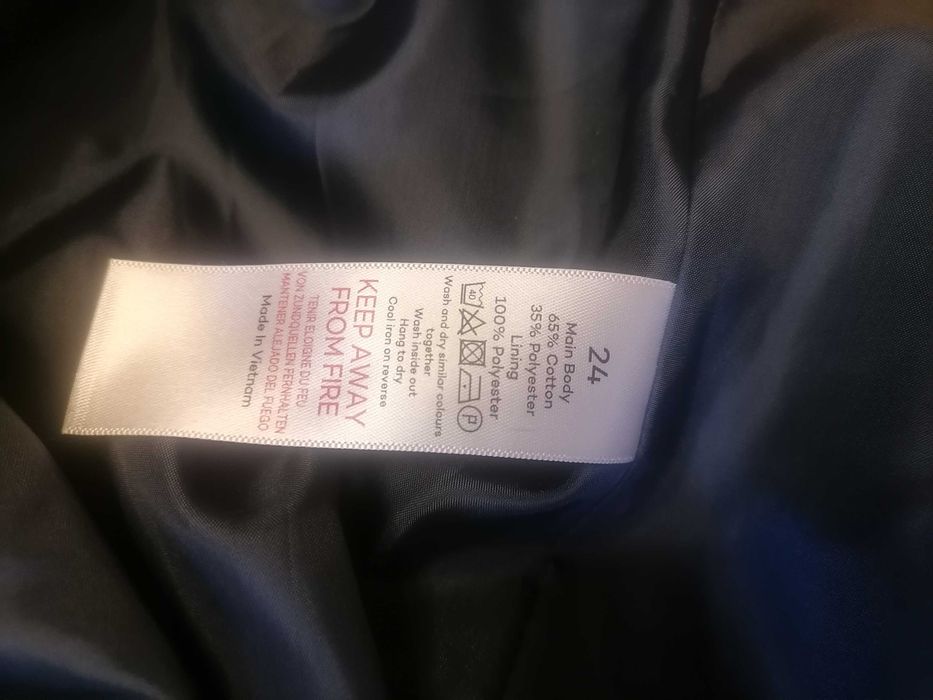 24
Main Body
65% Cotton
35% Polyester
Lining
100% Polyester
40 P
Wash and dry similar colours
together
Wash inside out
Hang to dry
Cool iron on reverse
KEEP AWAY
FROM FIRE
TENIR ELOIGNE DU FEU
VON ZUNDQUELLEN FERNHALTEN
MANTENER ALEJADO DEL FUEGO
Made In Vietnam